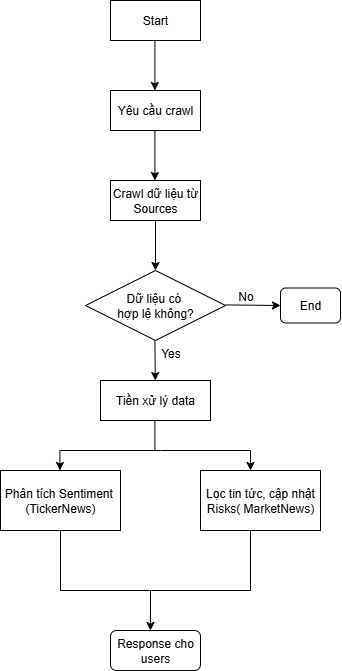 Start
Yêu cầu crawl
Crawl dữ liệu từ
Sources
Dữ liệu có
hợp lệ không?
No
End
Yes
Tiền xử lý data
Phân tích Sentiment
(TickerNews)
Lọc tin tức, cập nhật
Risks( MarketNews)
Response cho
users